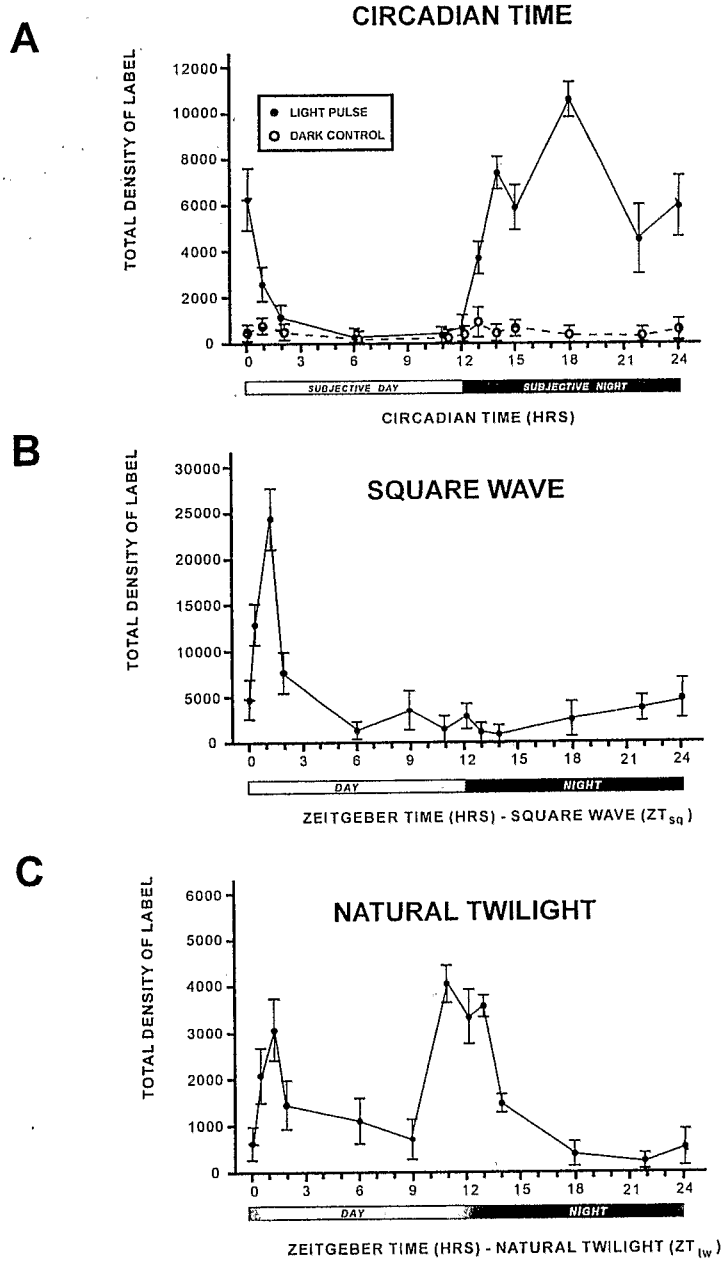 CIRCADIAN TIME
A
TOTAL DENSITY OF LABEL
12000
10000
8000
6000
4000
2000
0
LIGHT PULSE
DARK CONTROL
0 3 6 9 12 15 18 21 24
SUBJECTIVE DAY SUBJECTIVE NIGHT
CIRCADIAN TIME (HRS)
B
SQUARE WAVE
TOTAL DENSITY OF LABEL
30000
25000
20000
15000
10000
5000
0
0 3 6 9 12 15 18 21 24
DAY NIGHT
ZEITGEBER TIME (HRS) - SQUARE WAVE (ZTsq)
C
NATURAL TWILIGHT
TOTAL DENSITY OF LABEL
6000
5000
4000
3000
2000
1000
0
0 3 6 9 12 15 18 21 24
DAY NIGHT
ZEITGEBER TIME (HRS) - NATURAL TWILIGHT (ZTlw)